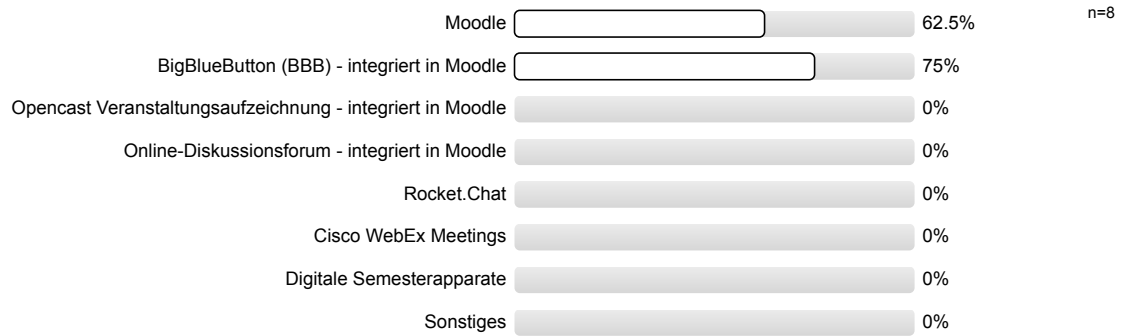 Moodle 62.5% n=8
BigBlueButton (BBB) - integriert in Moodle 75%
Opencast Veranstaltungsaufzeichnung - integriert in Moodle 0%
Online-Diskussionsforum - integriert in Moodle 0%
Rocket.Chat 0%
Cisco WebEx Meetings 0%
Digitale Semesterapparate 0%
Sonstiges 0%